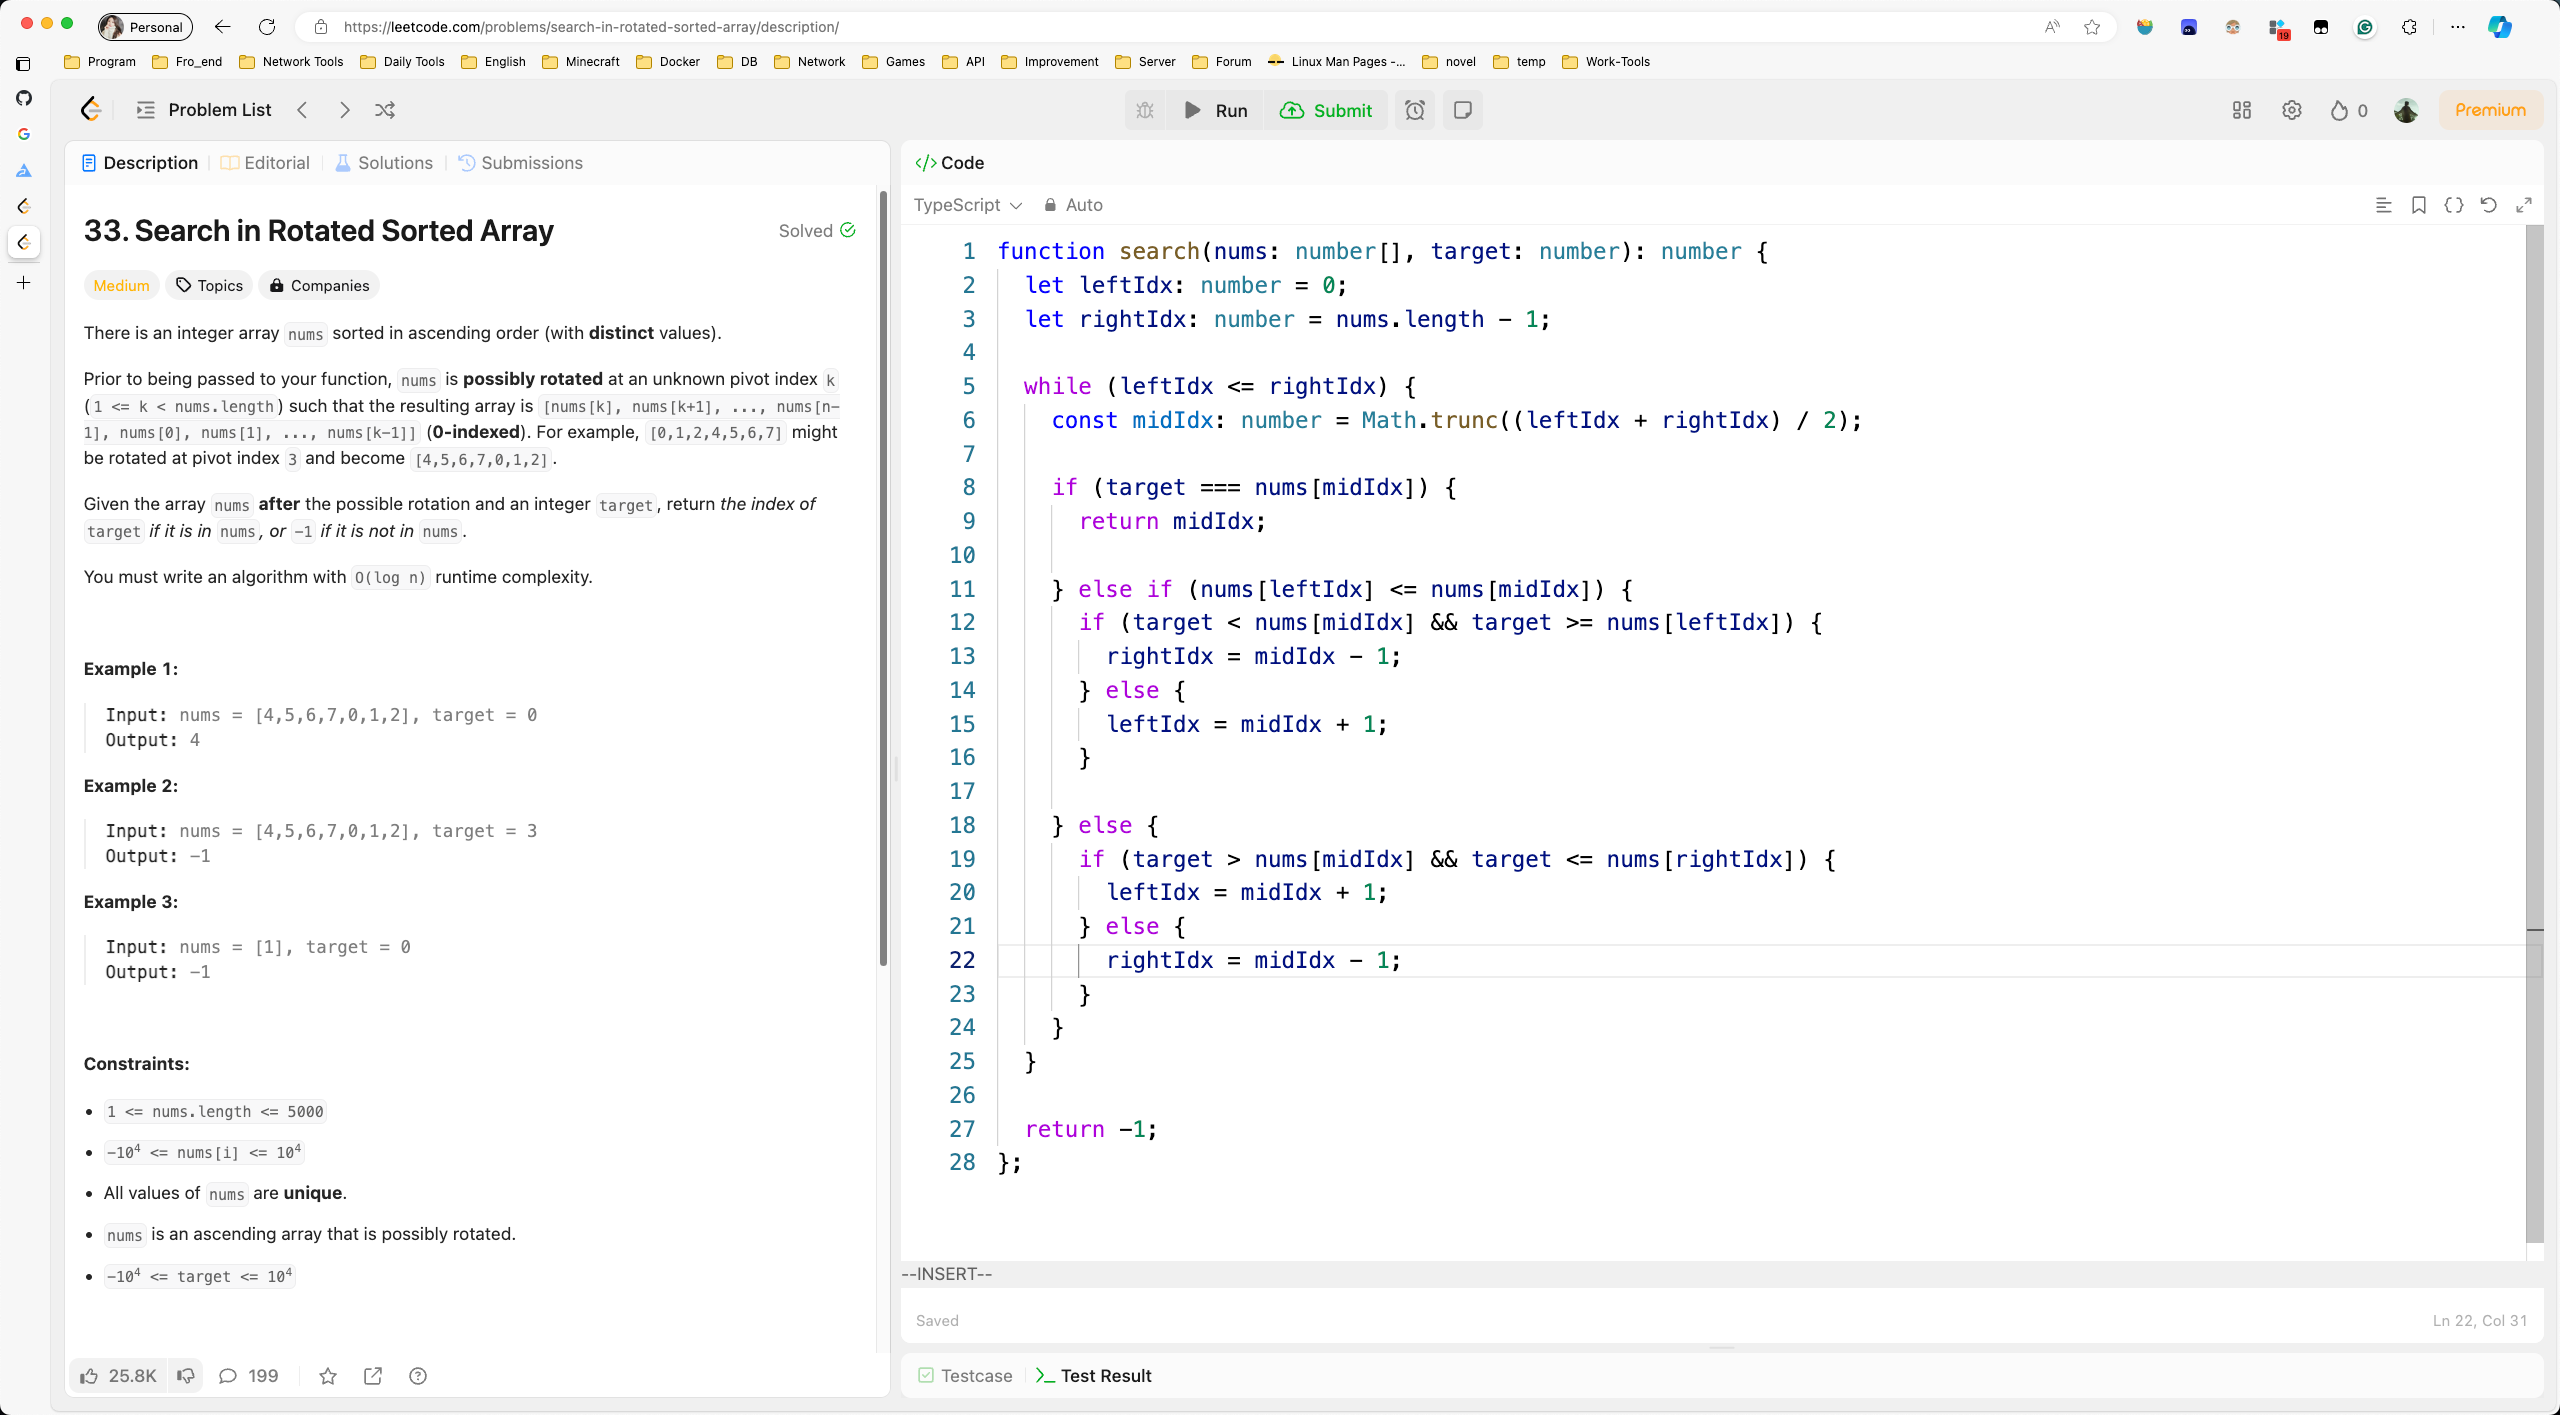 Personal
https://leetcode.com/problems/search-in-rotated-sorted-array/description/
19
Program Fro_end Network Tools Daily Tools English Minecraft Docker DB Network Games API Improvement Server Forum Linux Man Pages -... novel temp Work-Tools
Problem List
Run Submit
0 Premium
Description Editorial Solutions Submissions
33. Search in Rotated Sorted Array
Solved
Medium Topics Companies
There is an integer array nums sorted in ascending order (with distinct values).
Prior to being passed to your function, nums is possibly rotated at an unknown pivot index k
(1 <= k < nums.length) such that the resulting array is [nums[k], nums[k+1], ..., nums[n-
1], nums[0], nums[1], ..., nums[k-1]] (0-indexed). For example, [0,1,2,4,5,6,7] might
be rotated at pivot index 3 and become [4,5,6,7,0,1,2].
Given the array nums after the possible rotation and an integer target, return the index of
target if it is in nums, or -1 if it is not in nums.
You must write an algorithm with O(log n) runtime complexity.
Example 1:
Input: nums = [4,5,6,7,0,1,2], target = 0
Output: 4
Example 2:
Input: nums = [4,5,6,7,0,1,2], target = 3
Output: -1
Example 3:
Input: nums = [1], target = 0
Output: -1
Constraints:
1 <= nums.length <= 5000
-10⁴ <= nums[i] <= 10⁴
All values of nums are unique.
nums is an ascending array that is possibly rotated.
-10⁴ <= target <= 10⁴
25.8K 199
</> Code
TypeScript Auto
1 function search(nums: number[], target: number): number {
2 let leftIdx: number = 0;
3 let rightIdx: number = nums.length - 1;
4
5 while (leftIdx <= rightIdx) {
6 const midIdx: number = Math.trunc((leftIdx + rightIdx) / 2);
7
8 if (target === nums[midIdx]) {
9 return midIdx;
10
11 } else if (nums[leftIdx] <= nums[midIdx]) {
12 if (target < nums[midIdx] && target >= nums[leftIdx]) {
13 rightIdx = midIdx - 1;
14 } else {
15 leftIdx = midIdx + 1;
16 }
17
18 } else {
19 if (target > nums[midIdx] && target <= nums[rightIdx]) {
20 leftIdx = midIdx + 1;
21 } else {
22 rightIdx = midIdx - 1;
23 }
24 }
25 }
26
27 return -1;
28 };
--INSERT--
Saved
Ln 22, Col 31
Testcase Test Result